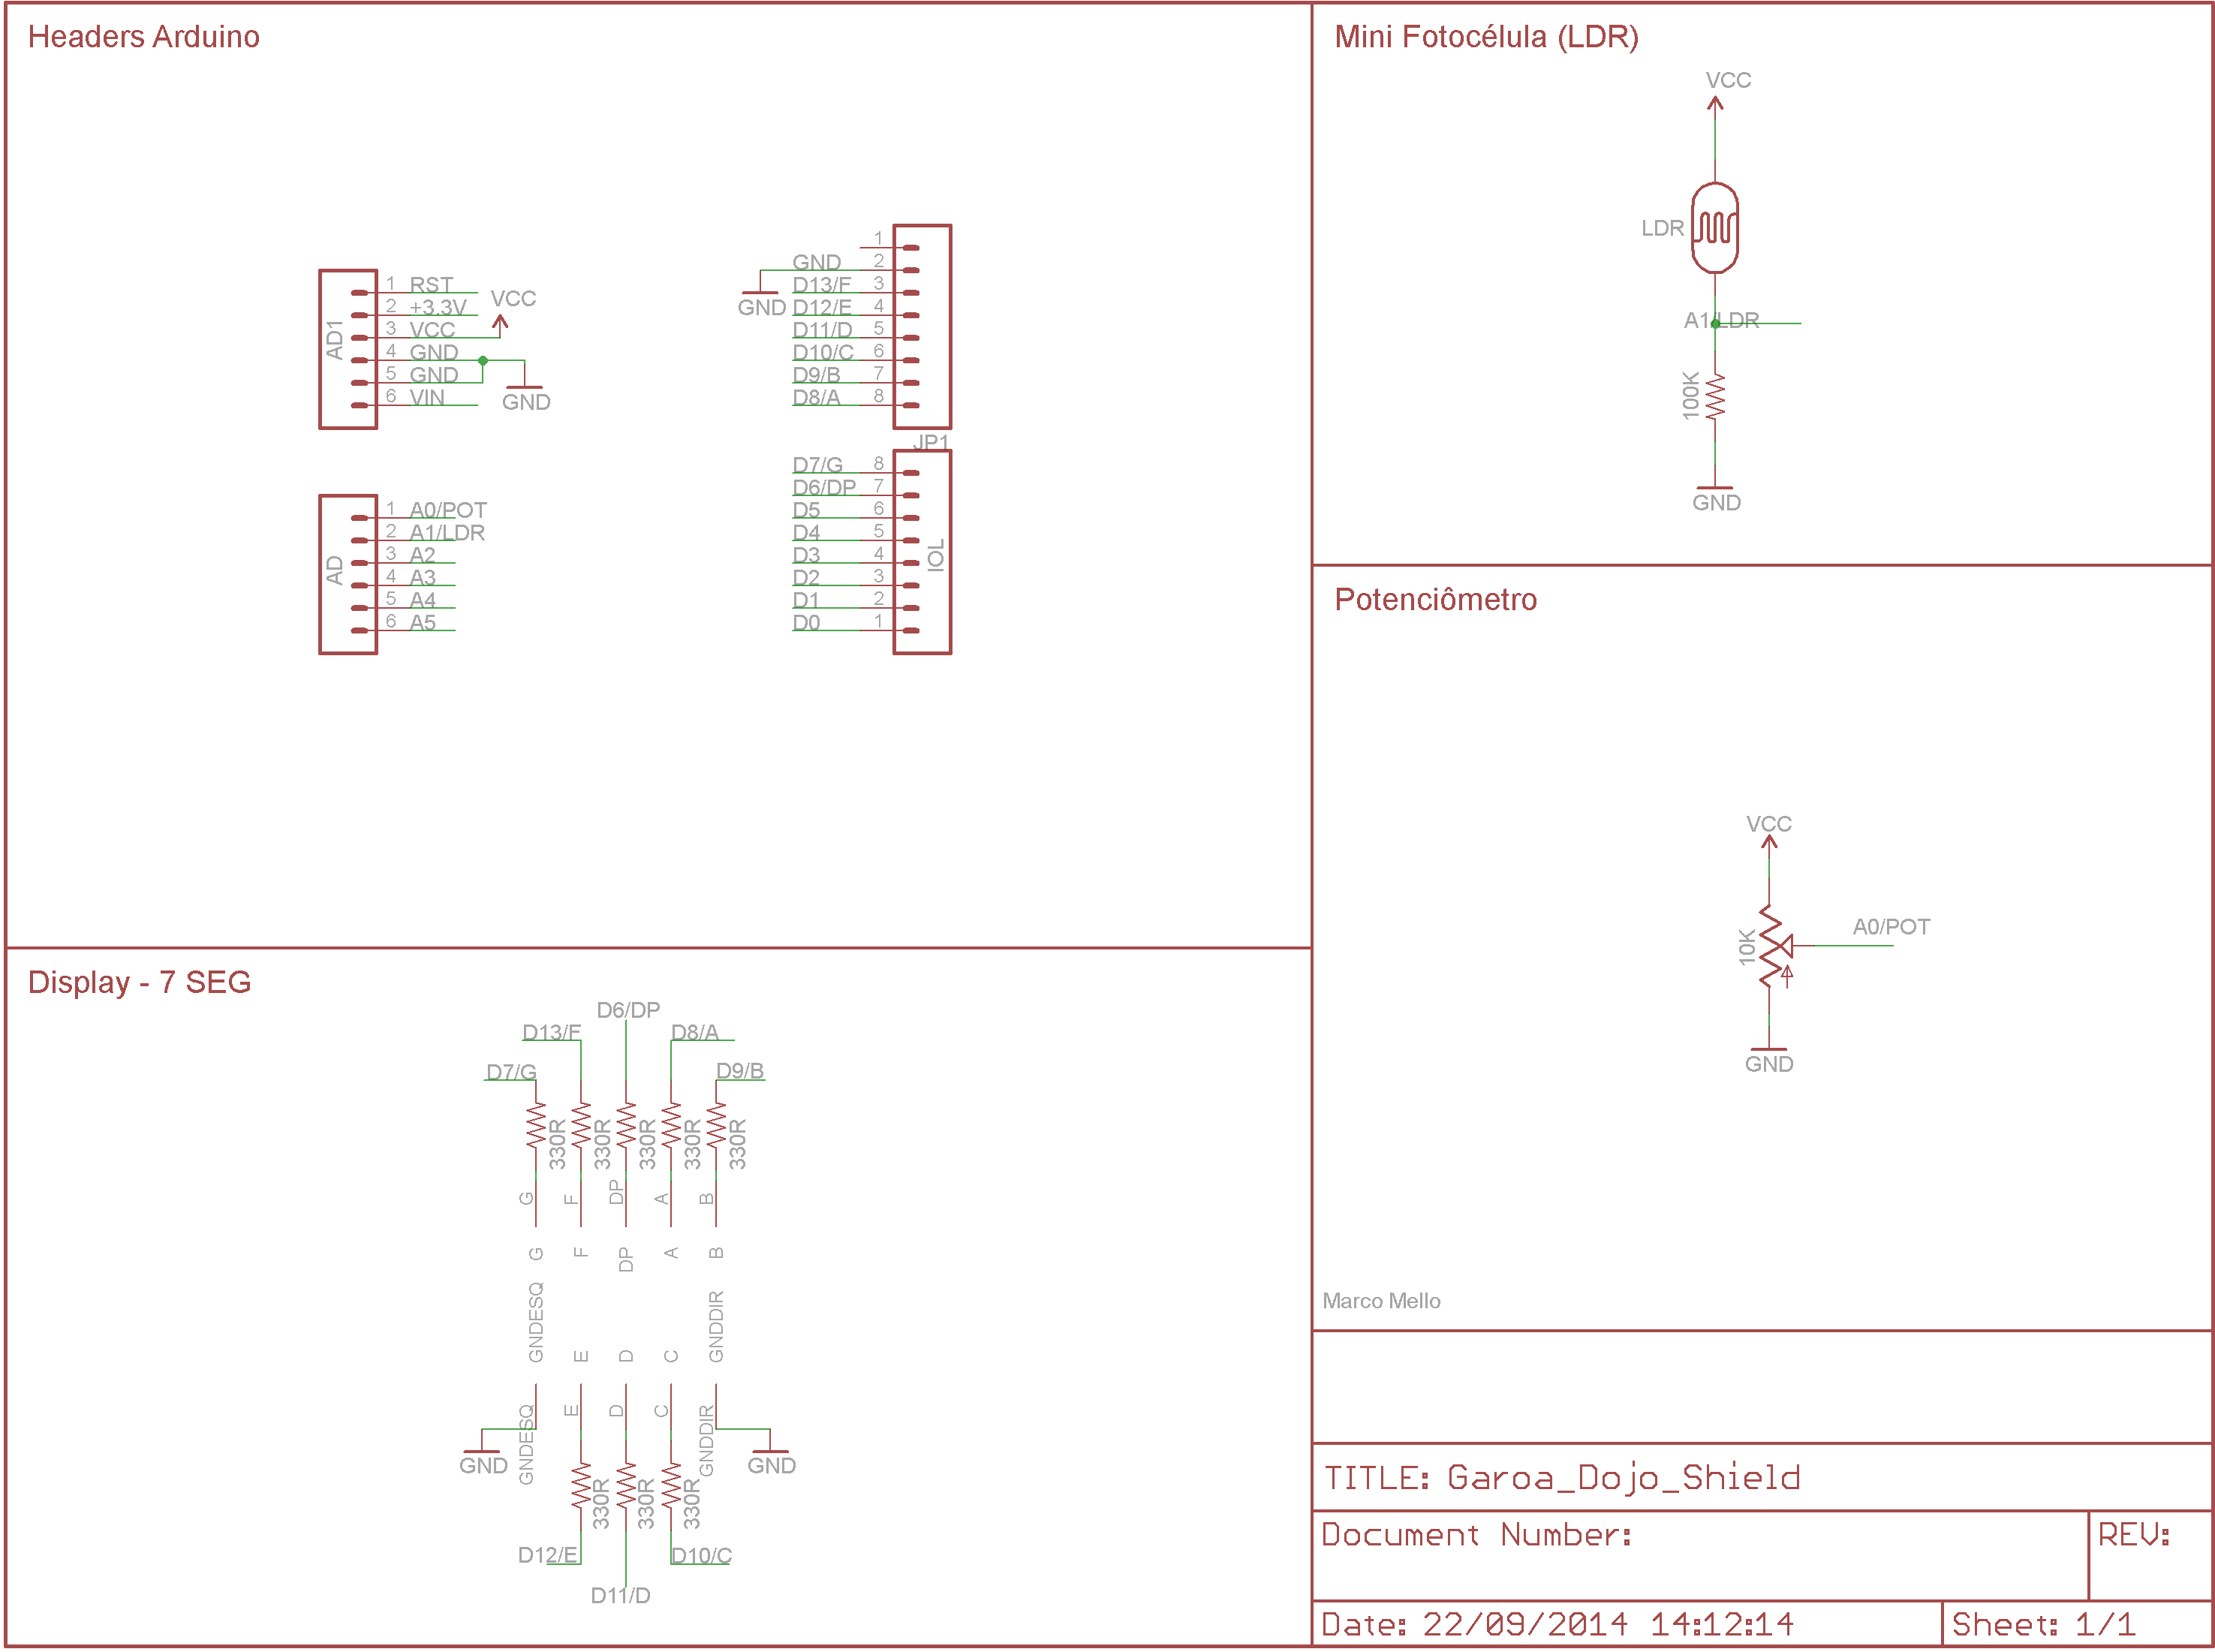 Headers Arduino
AD1
1 RST
2 +3.3V
3 VCC
4 GND
5 GND
6 VIN
VCC
GND
AD
1 A0/POT
2 A1/LDR
3 A2
4 A3
5 A4
6 A5
1
GND 2
D13/F 3
D12/E 4
D11/D 5
D10/C 6
D9/B 7
D8/A 8
GND
JP1
D7/G 8
D6/DP 7
D5 6
D4 5
D3 4
D2 3
D1 2
D0 1
IOL
Mini Fotocélula (LDR)
VCC
LDR
A1/LDR
100K
GND
Potenciômetro
VCC
10K
A0/POT
GND
Marco Mello
Display - 7 SEG
D6/DP
D13/F
D8/A
D7/G
D9/B
330R 330R 330R 330R 330R
G F DP A B
G F DP A B
GNDESQ E D C GNDDIR
GNDESQ E D C GNDDIR
GND
GND
330R 330R 330R
D12/E
D10/C
D11/D
TITLE: Garoa_Dojo_Shield
Document Number:
REV:
Date: 22/09/2014 14:12:14
Sheet: 1/1